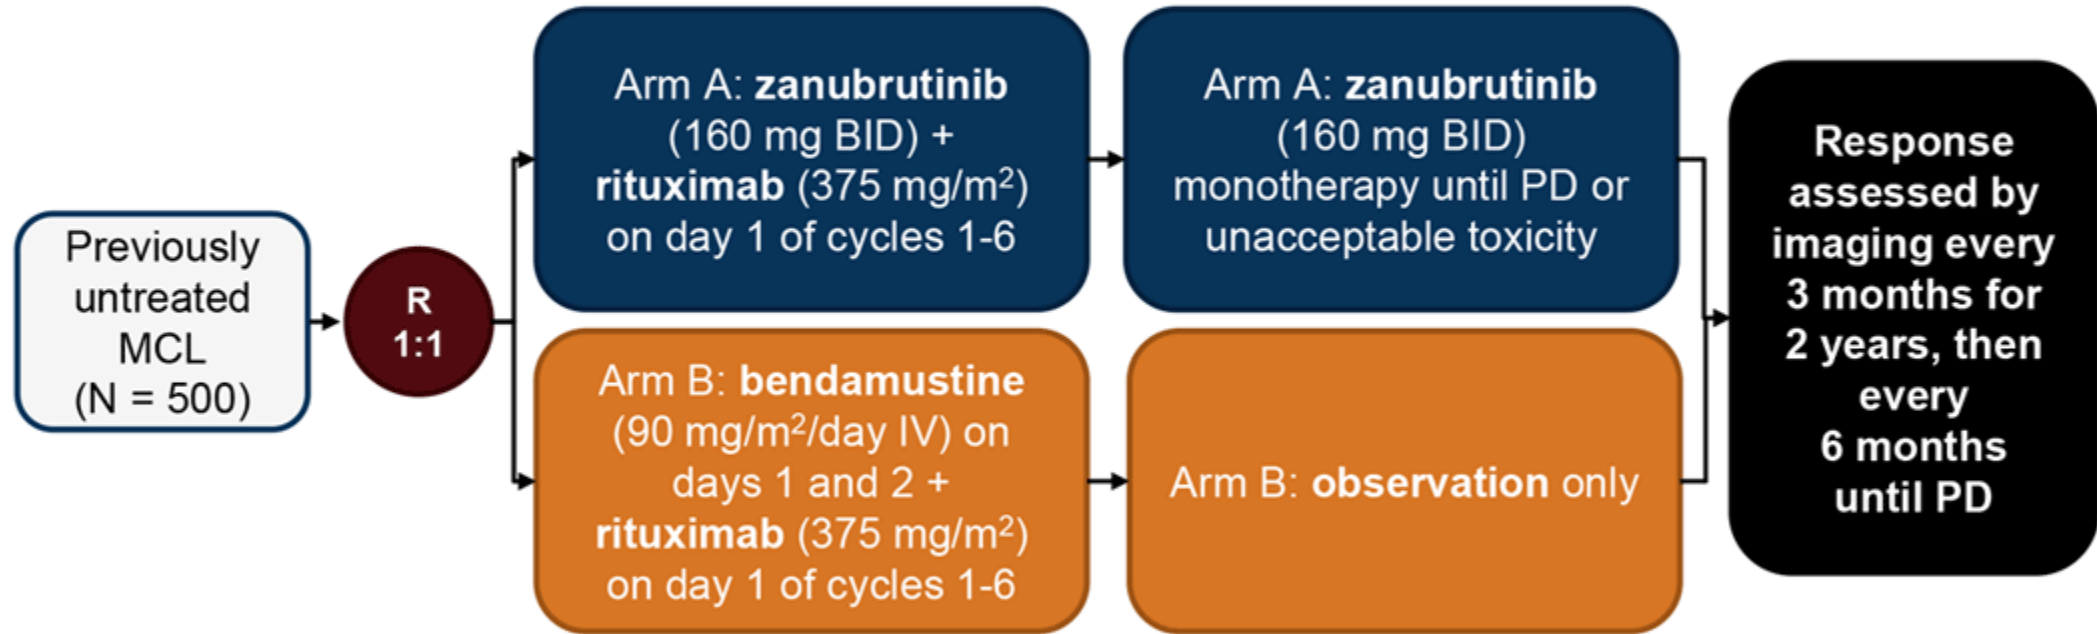 Previously
untreated
MCL
(N = 500)
R
1:1
Arm A: zanubrutinib
(160 mg BID) +
rituximab (375 mg/m²)
on day 1 of cycles 1-6
Arm A: zanubrutinib
(160 mg BID)
monotherapy until PD or
unacceptable toxicity
Arm B: bendamustine
(90 mg/m²/day IV) on
days 1 and 2 +
rituximab (375 mg/m²)
on day 1 of cycles 1-6
Arm B: observation only
Response
assessed by
imaging every
3 months for
2 years, then
every
6 months
until PD